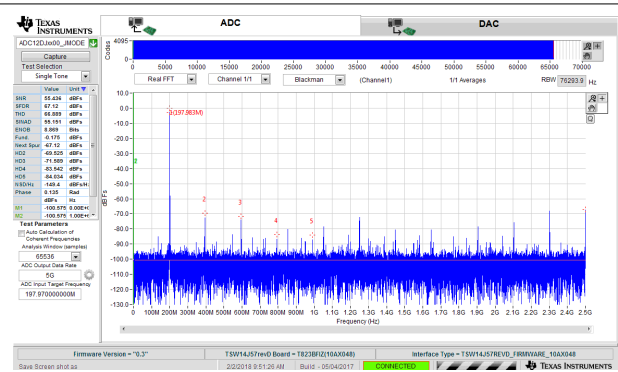 TEXAS INSTRUMENTS
ADC
DAC
ADC12DJxx00_JMODE
Capture
Test Selection
Single Tone
Value Unit
SNR 55.436 dBFs
SFDR 67.12 dBFs
THD 66.889 dBFs
SINAD 55.151 dBFs
ENOB 8.869 Bits
Fund. -0.175 dBFs
Next Spur -67.12 dBFs
HD2 -69.525 dBFs
HD3 -71.589 dBFs
HD4 -83.542 dBFs
HD5 -84.034 dBFs
NSD/Hz -149.4 dBFs/H
Phase 0.135 Rad
dBFs Hz
M1 -100.575 0.00E+
M2 -100.575 1.00E+
Test Parameters
Auto Calculation of
Coherent Frequencies
Analysis Window (samples)
65536
ADC Output Data Rate
5G
ADC Input Target Frequency
197.970000000M
Codes
4095
0
0 5000 10000 15000 20000 25000 30000 35000 40000 45000 50000 55000 60000 65000 70000
Real FFT Channel 1/1 Blackman (Channel1) 1/1 Averages RBW 76293.9 Hz
10.0
0.0
-10.0
-20.0
-30.0
-40.0
-50.0
-60.0
-70.0
-80.0
-90.0
-100.0
-110.0
-120.0
-130.0
dBFs
(197.983M)
2
2
3
4
5
0 100M 200M 300M 400M 500M 600M 700M 800M 900M 1G 1.1G 1.2G 1.3G 1.4G 1.5G 1.6G 1.7G 1.8G 1.9G 2G 2.1G 2.2G 2.3G 2.4G 2.5G
Frequency (Hz)
Firmware Version = "0.3" TSW14J57revD Board = T823BFIZ(10AX048) Interface Type = TSW14J57REVD_FIRMWARE_10AX048
Save Screen shot as 2/2/2018 9:51:26 AM Build - 05/04/2017 CONNECTED TEXAS INSTRUMENTS